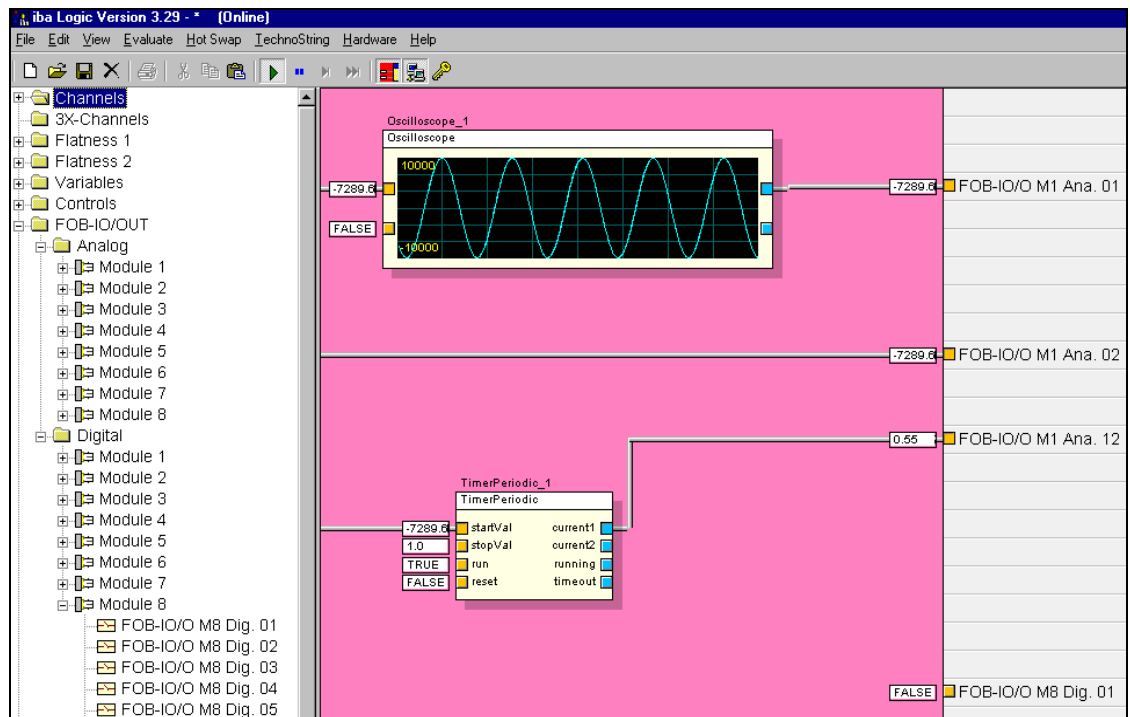 iba Logic Version 3.29 - * (Online)
File Edit View Evaluate Hot Swap TechnoString Hardware Help
Channels
3X-Channels
Flatness 1
Flatness 2
Variables
Controls
FOB-IO/OUT
Analog
Module 1
Module 2
Module 3
Module 4
Module 5
Module 6
Module 7
Module 8
Digital
Module 1
Module 2
Module 3
Module 4
Module 5
Module 6
Module 7
Module 8
FOB-IO/O M8 Dig. 01
FOB-IO/O M8 Dig. 02
FOB-IO/O M8 Dig. 03
FOB-IO/O M8 Dig. 04
FOB-IO/O M8 Dig. 05
Oscilloscope_1
Oscilloscope
10000
-10000
-7289.6
FALSE
-7289.6 FOB-IO/O M1 Ana. 01
-7289.6 FOB-IO/O M1 Ana. 02
0.55 FOB-IO/O M1 Ana. 12
TimerPeriodic_1
TimerPeriodic
-7289.6 startVal current1
1.0 stopVal current2
TRUE run running
FALSE reset timeout
FALSE FOB-IO/O M8 Dig. 01